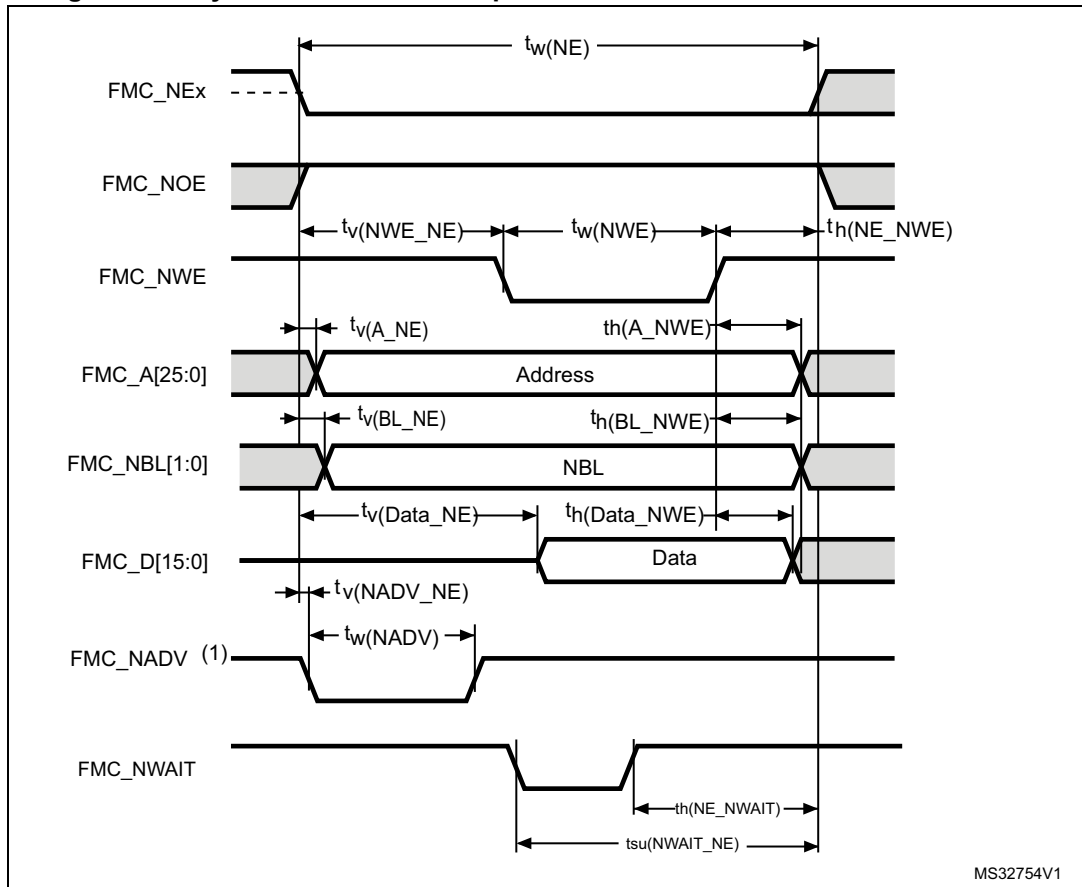 tw(NE)
FMC_NEx
FMC_NOE
tv(NWE_NE) tw(NWE) th(NE_NWE)
FMC_NWE
tv(A_NE) th(A_NWE)
FMC_A[25:0] Address
tv(BL_NE) th(BL_NWE)
FMC_NBL[1:0] NBL
tv(Data_NE) th(Data_NWE)
FMC_D[15:0] Data
tv(NADV_NE)
tw(NADV)
FMC_NADV (1)
FMC_NWAIT
th(NE_NWAIT)
tsu(NWAIT_NE)
MS32754V1